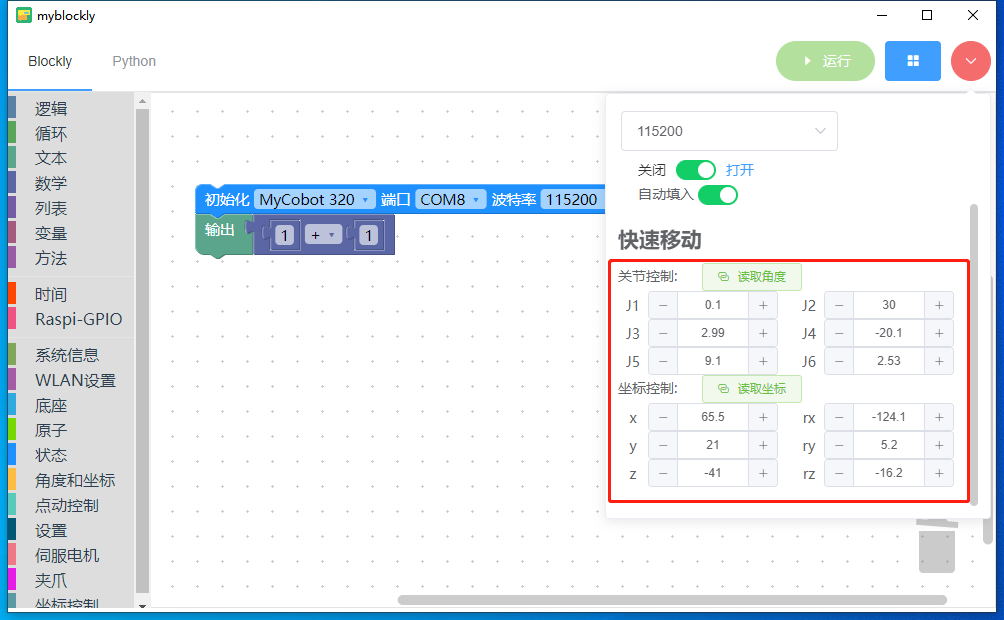 myblockly
Blockly Python 运行
逻辑
循环
文本
数学
列表
变量
方法
时间
Raspi-GPIO
系统信息
WLAN设置
底座
原子
状态
角度和坐标
点动控制
设置
伺服电机
夹爪
坐标控制
初始化 MyCobot 320 端口 COM8 波特率 115200
输出 1 + 1
115200
关闭 打开
自动填入
快速移动
关节控制: 读取角度
J1 − 0.1 + J2 − 30 +
J3 − 2.99 + J4 − -20.1 +
J5 − 9.1 + J6 − 2.53 +
坐标控制: 读取坐标
x − 65.5 + rx − -124.1 +
y − 21 + ry − 5.2 +
z − -41 + rz − -16.2 +